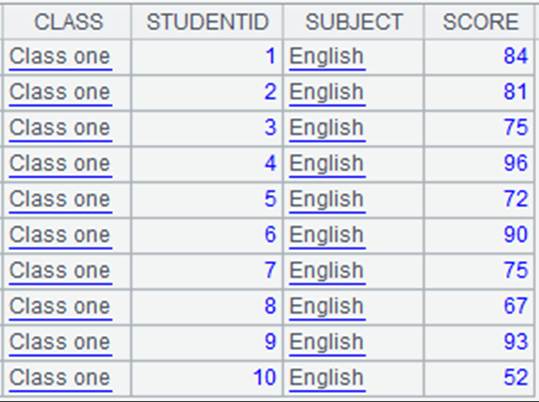 CLASS STUDENTID SUBJECT SCORE
Class one 1 English 84
Class one 2 English 81
Class one 3 English 75
Class one 4 English 96
Class one 5 English 72
Class one 6 English 90
Class one 7 English 75
Class one 8 English 67
Class one 9 English 93
Class one 10 English 52